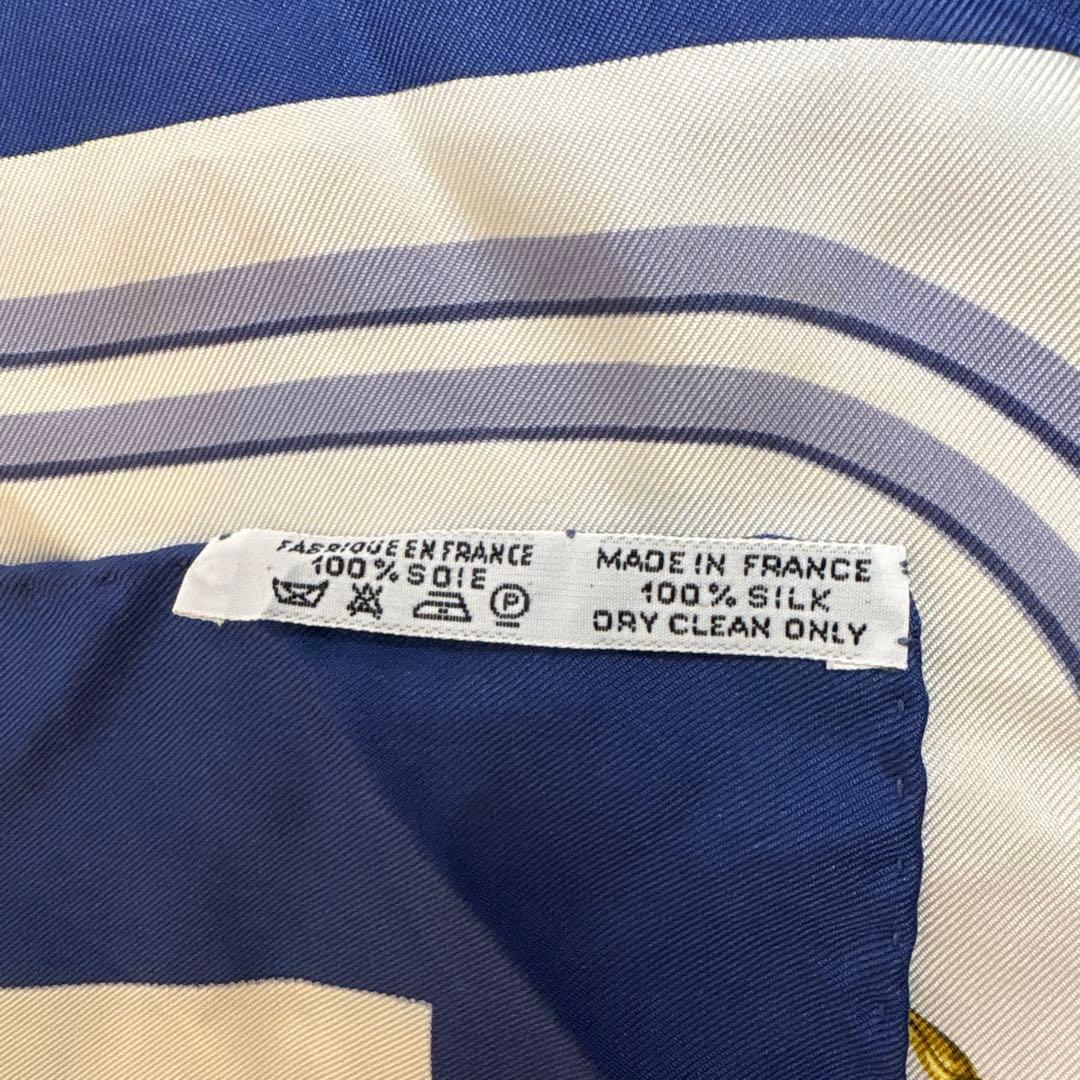 FABRIQUE EN FRANCE
100% SOIE
P
MADE IN FRANCE
100% SILK
DRY CLEAN ONLY